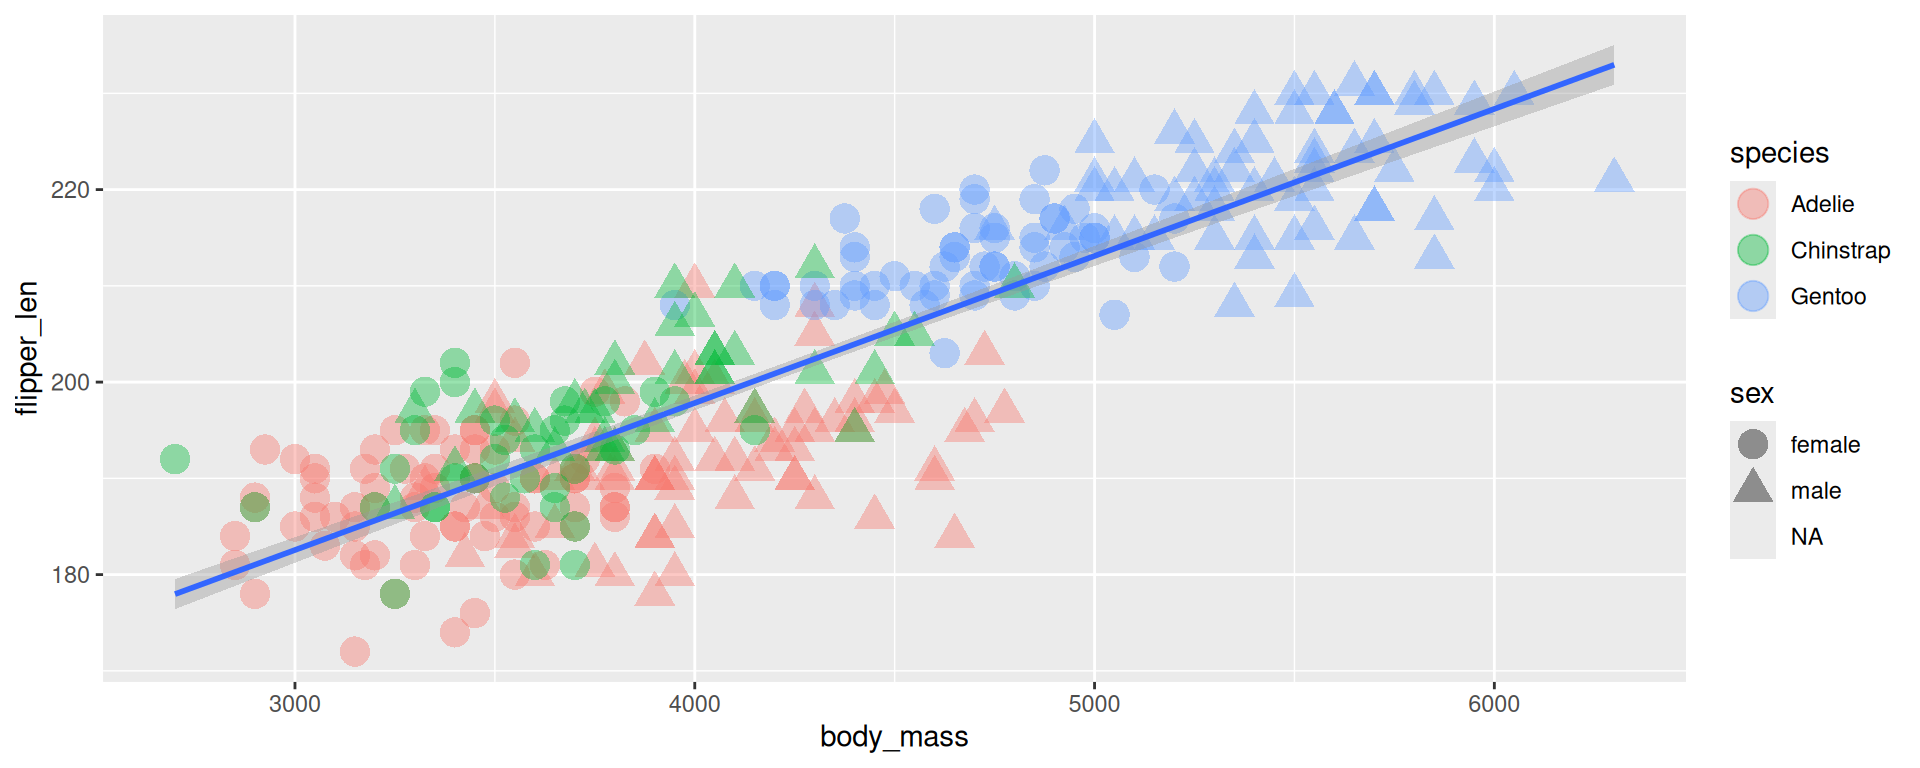 220
200
180
flipper_len
3000 4000 5000 6000
body_mass
species
Adelie
Chinstrap
Gentoo
sex
female
male
NA